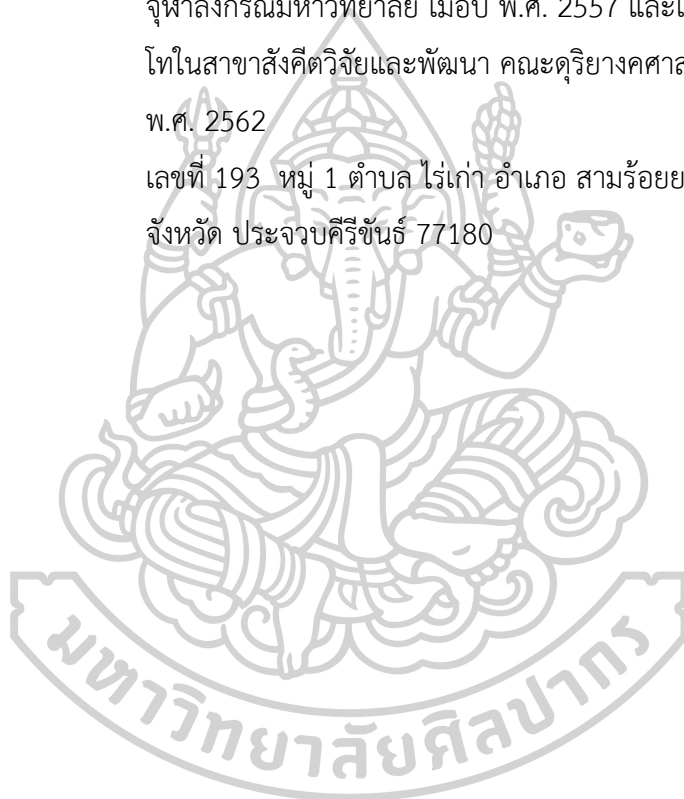 จุฬาลงกรณ์มหาวิทยาลัย เมื่อปี พ.ศ. 2557 และเ
โทในสาขาสังคีตวิจัยและพัฒนา คณะดุริยางคศาส
พ.ศ. 2562
เลขที่ 193 หมู่ 1 ตำบล ไร่เก่า อำเภอ สามร้อยย
จังหวัด ประจวบคีรีขันธ์ 77180
มหาวิทยาลัยศิลปากร